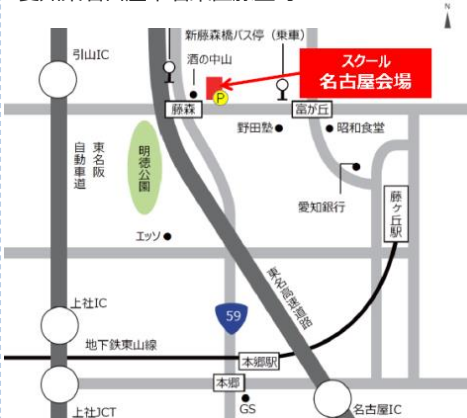 N
新藤森橋バス停（乗車）
引山IC
酒の中山
スクール
名古屋会場
P
藤森
富が丘
野田塾
昭和食堂
東名阪
自動車道
明徳公園
愛知銀行
藤ヶ丘駅
エッソ
東名高速道路
59
上社IC
地下鉄東山線
本郷駅
本郷
GS
上社JCT
名古屋IC